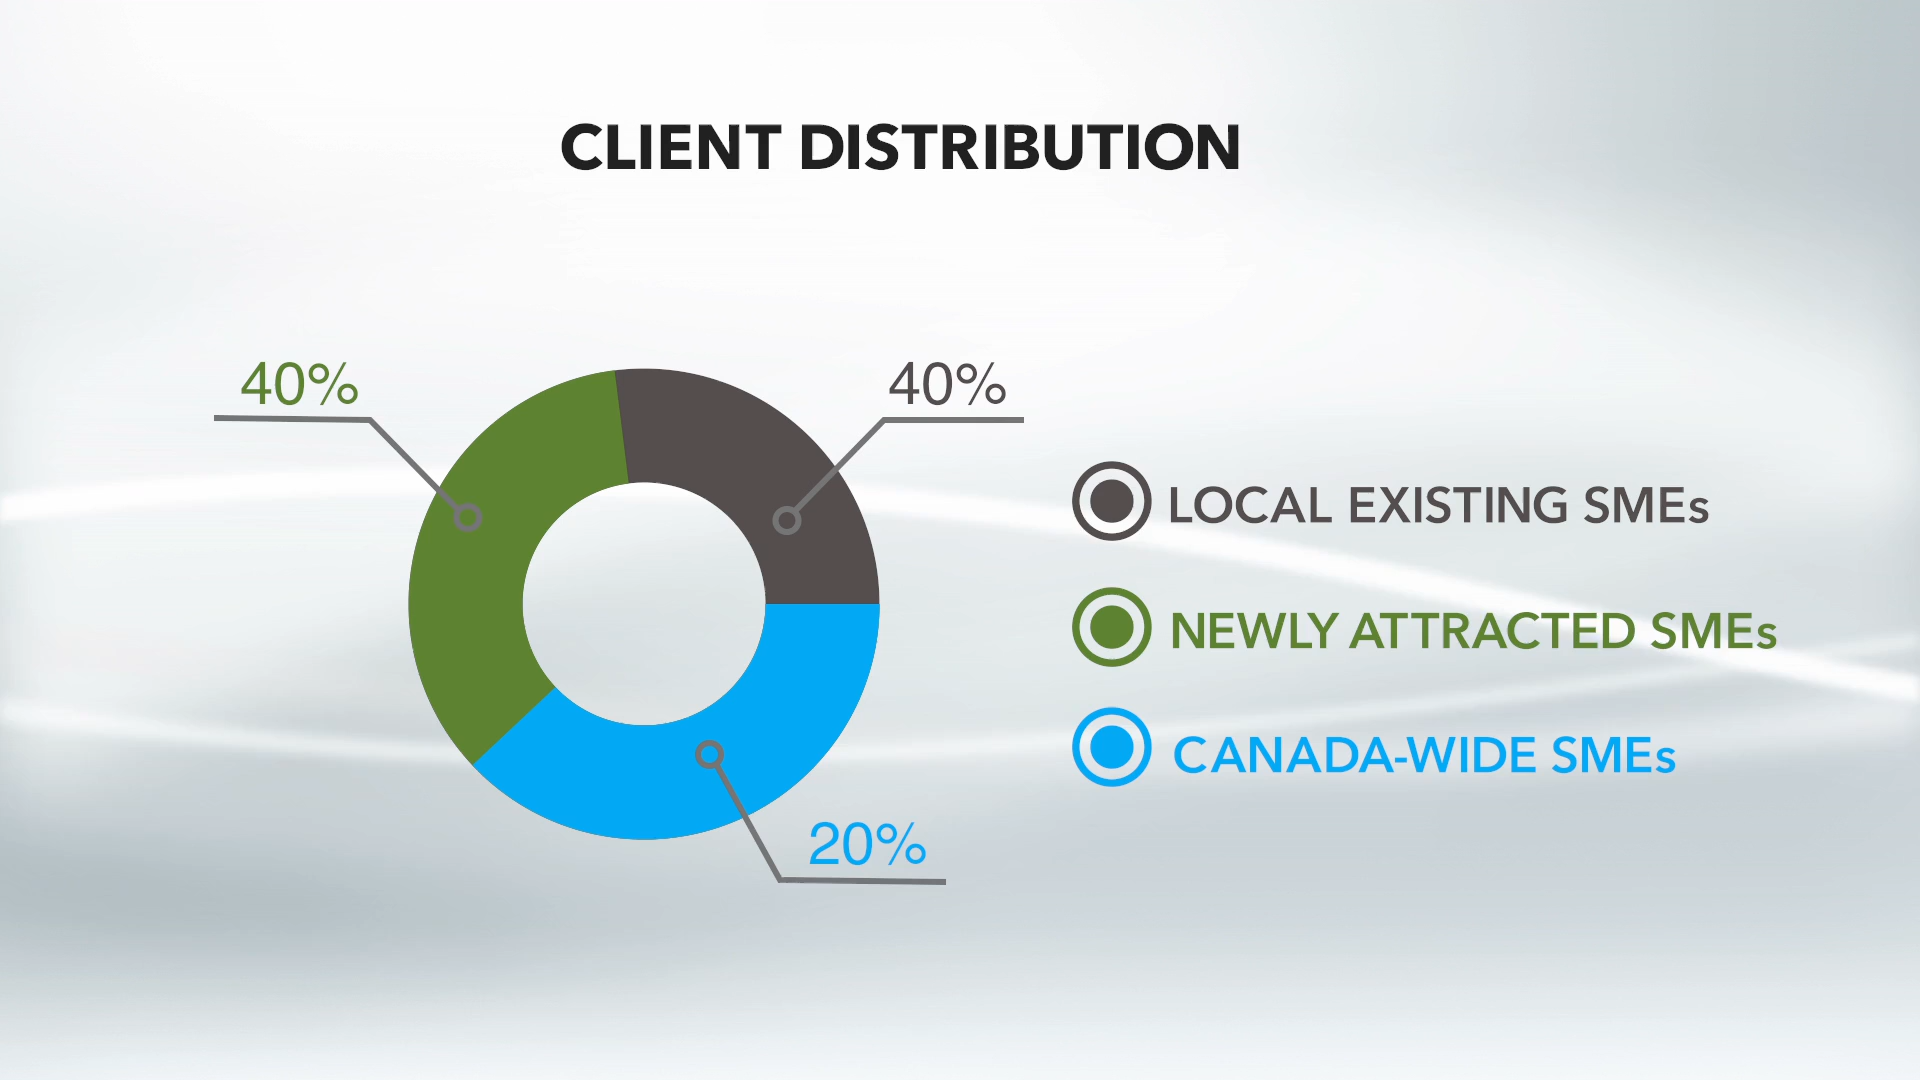 CLIENT DISTRIBUTION
40%
40%
LOCAL EXISTING SMEs
NEWLY ATTRACTED SMEs
CANADA-WIDE SMEs
20%